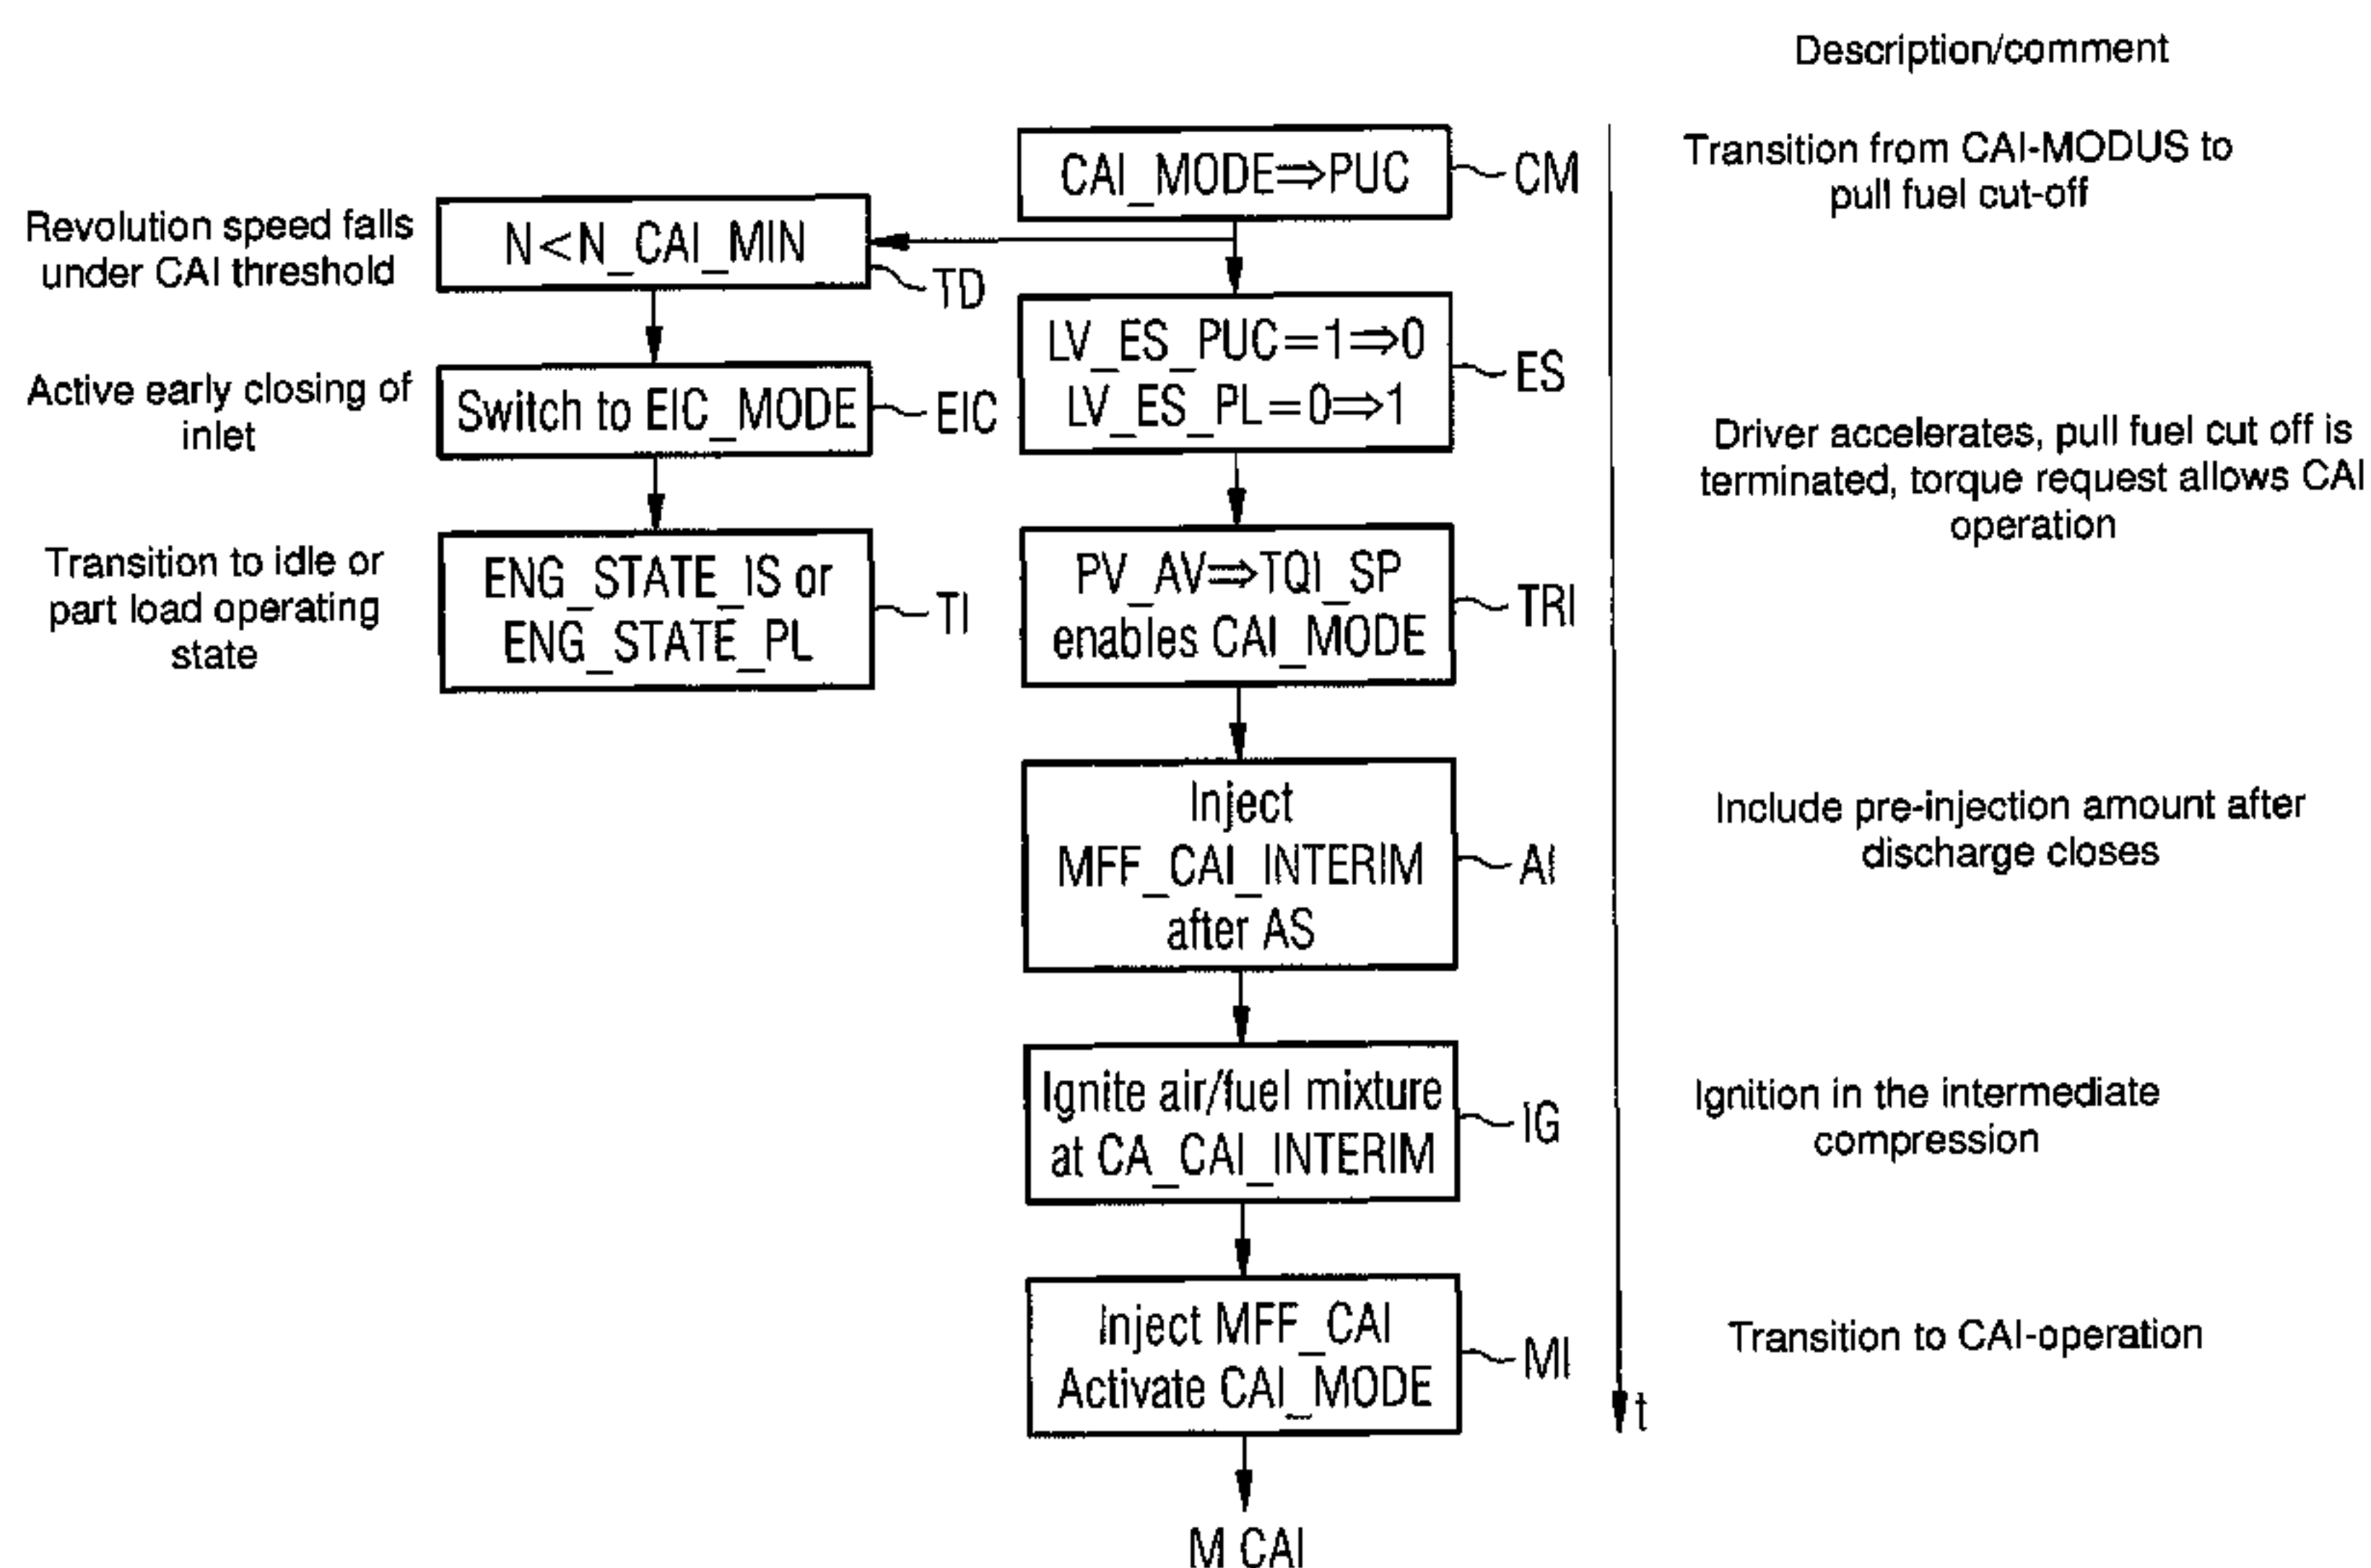 Description/comment
CAI_MODE⇒PUC
CM
Transition from CAI-MODUS to
pull fuel cut-off
Revolution speed falls
under CAI threshold
N<N_CAI_MIN
TD
LV_ES_PUC=1⇒0
LV_ES_PL=0⇒1
ES
Active early closing of
inlet
Switch to EIC_MODE
EIC
Driver accelerates, pull fuel cut off is
terminated, torque request allows CAI
operation
Transition to idle or
part load operating
state
ENG_STATE_IS or
ENG_STATE_PL
TI
PV_AV⇒TQI_SP
enables CAI_MODE
TRI
Inject
MFF_CAI_INTERIM
after AS
AI
Include pre-injection amount after
discharge closes
Ignite air/fuel mixture
at CA_CAI_INTERIM
IG
Ignition in the intermediate
compression
Inject MFF_CAI
Activate CAI_MODE
MI
Transition to CAI-operation
t
M CAI